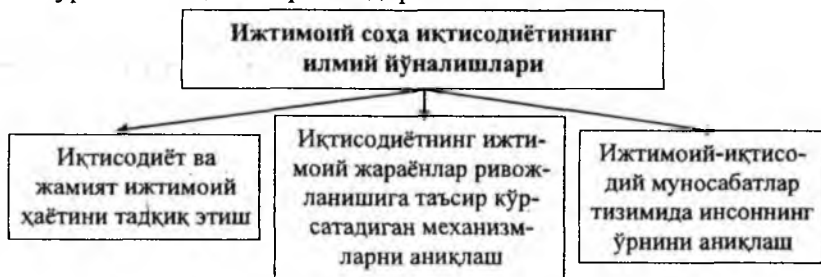 Ижтимоий соҳа иқтисодиётининг
илмий йўналишлари
Иқтисодиёт ва
жамият ижтимоий
ҳаётини тадқиқ этиш
Иқтисодиётнинг ижти-
моий жараёнлар ривож-
ланишига таъсир кўр-
сатадиган механизм-
ларни аниқлаш
Ижтимоий-иқтисо-
дий муносабатлар
тизимида инсоннинг
ўрнини аниқлаш